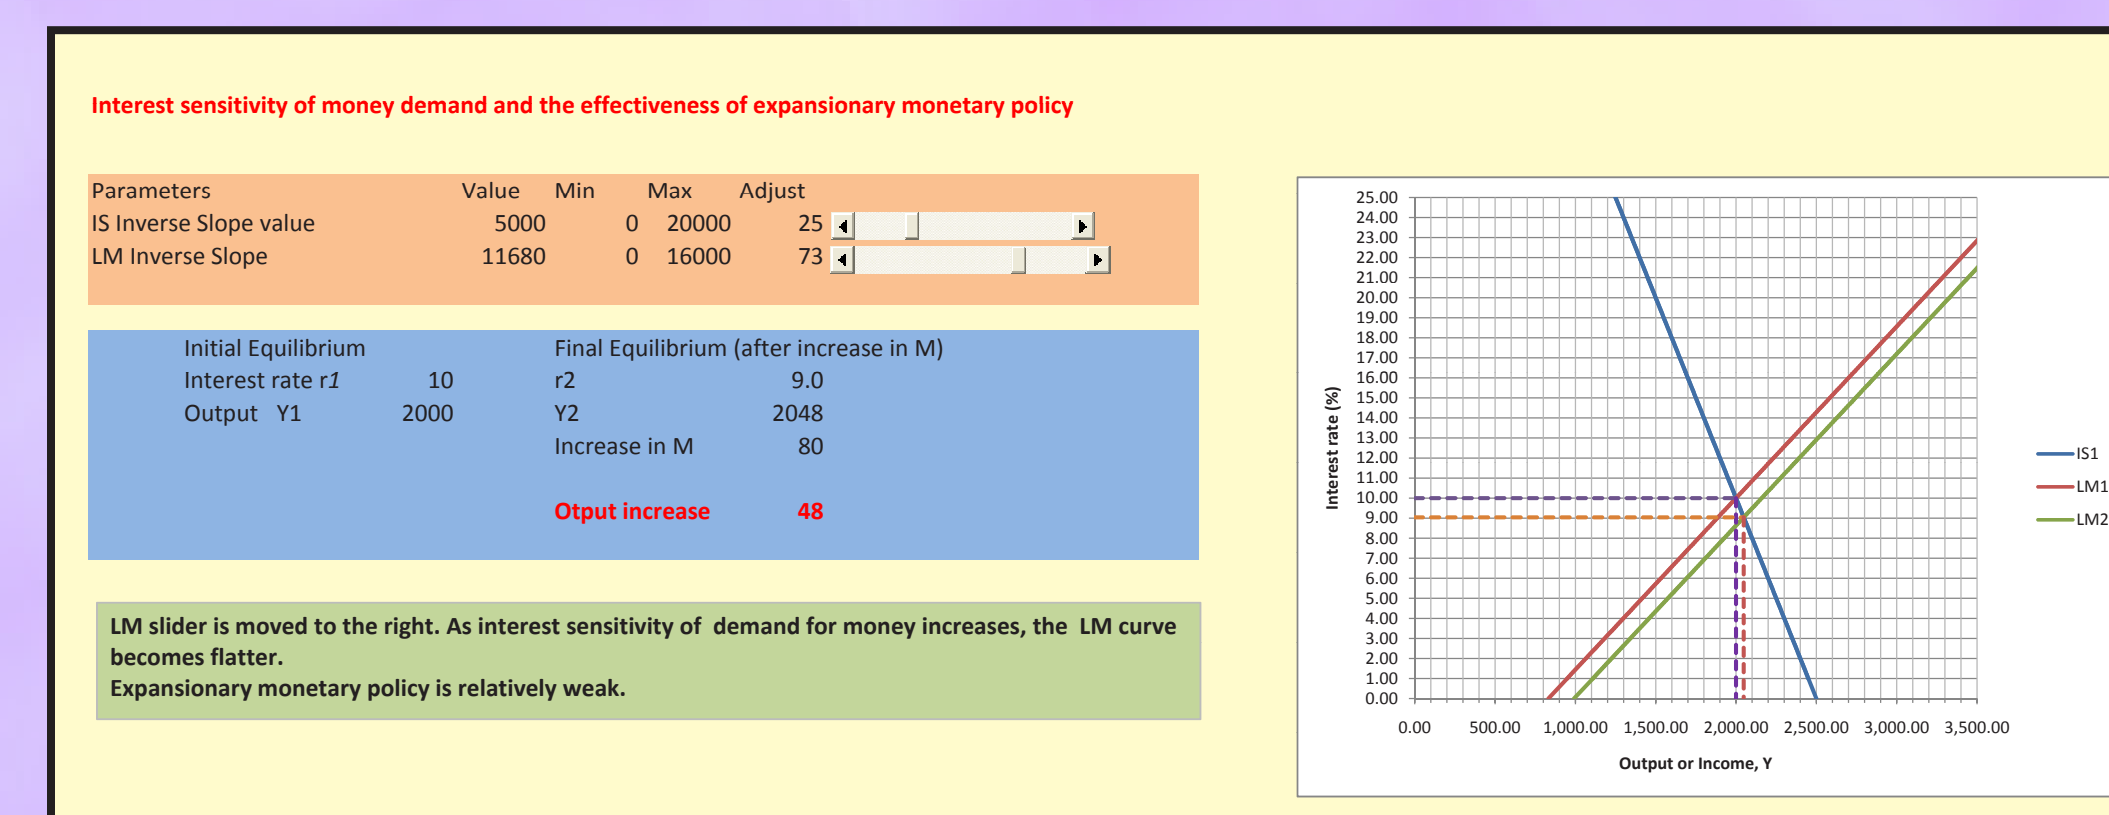 Interest sensitivity of money demand and the effectiveness of expansionary monetary policy
Parameters Value Min Max Adjust
IS Inverse Slope value 5000 0 20000 25
LM Inverse Slope 11680 0 16000 73
Initial Equilibrium Final Equilibrium (after increase in M)
Interest rate r1 10 r2 9.0
Output Y1 2000 Y2 2048
Increase in M 80
Otput increase 48
LM slider is moved to the right. As interest sensitivity of demand for money increases, the LM curve
becomes flatter.
Expansionary monetary policy is relatively weak.
25.00
24.00
23.00
22.00
21.00
20.00
19.00
18.00
17.00
16.00
15.00
14.00
13.00
12.00
11.00
10.00
9.00
8.00
7.00
6.00
5.00
4.00
3.00
2.00
1.00
0.00
Interest rate (%)
0.00 500.00 1,000.00 1,500.00 2,000.00 2,500.00 3,000.00 3,500.00
Output or Income, Y
IS1
LM1
LM2